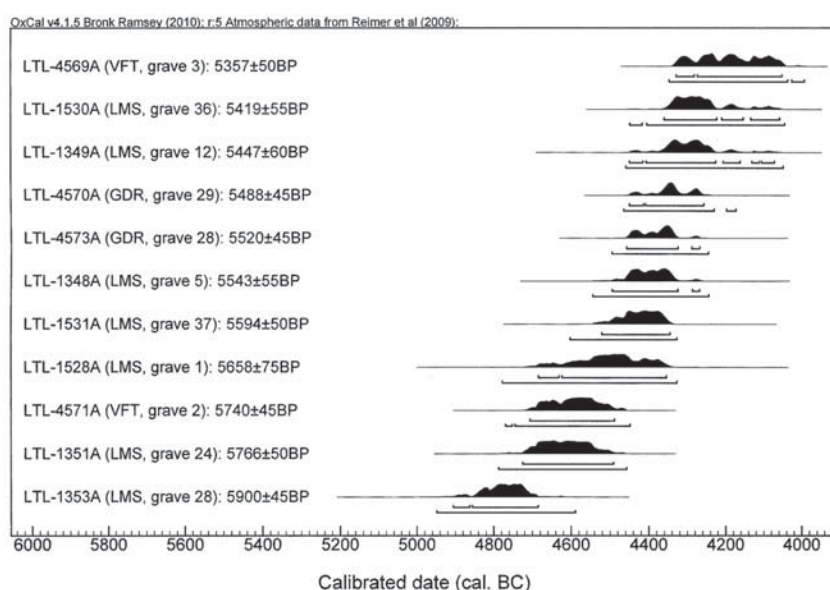 OxCal v4.1.5 Bronk Ramsey (2010); r:5 Atmospheric data from Reimer et al (2009);
LTL-4569A (VFT, grave 3): 5357±50BP
LTL-1530A (LMS, grave 36): 5419±55BP
LTL-1349A (LMS, grave 12): 5447±60BP
LTL-4570A (GDR, grave 29): 5488±45BP
LTL-4573A (GDR, grave 28): 5520±45BP
LTL-1348A (LMS, grave 5): 5543±55BP
LTL-1531A (LMS, grave 37): 5594±50BP
LTL-1528A (LMS, grave 1): 5658±75BP
LTL-4571A (VFT, grave 2): 5740±45BP
LTL-1351A (LMS, grave 24): 5766±50BP
LTL-1353A (LMS, grave 28): 5900±45BP
6000 5800 5600 5400 5200 5000 4800 4600 4400 4200 4000
Calibrated date (cal. BC)